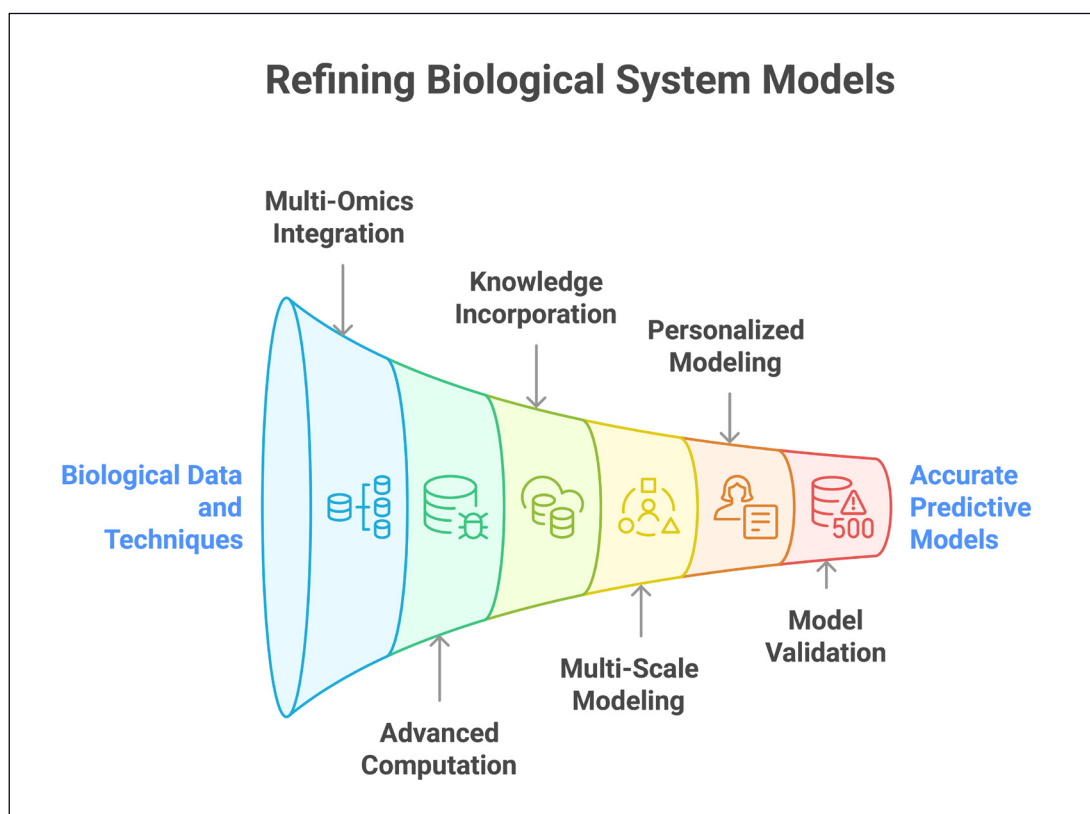 Refining Biological System Models
Multi-Omics
Integration
Knowledge
Incorporation
Personalized
Modeling
Biological Data
and
Techniques
500
Accurate
Predictive
Models
Model
Validation
Multi-Scale
Modeling
Advanced
Computation